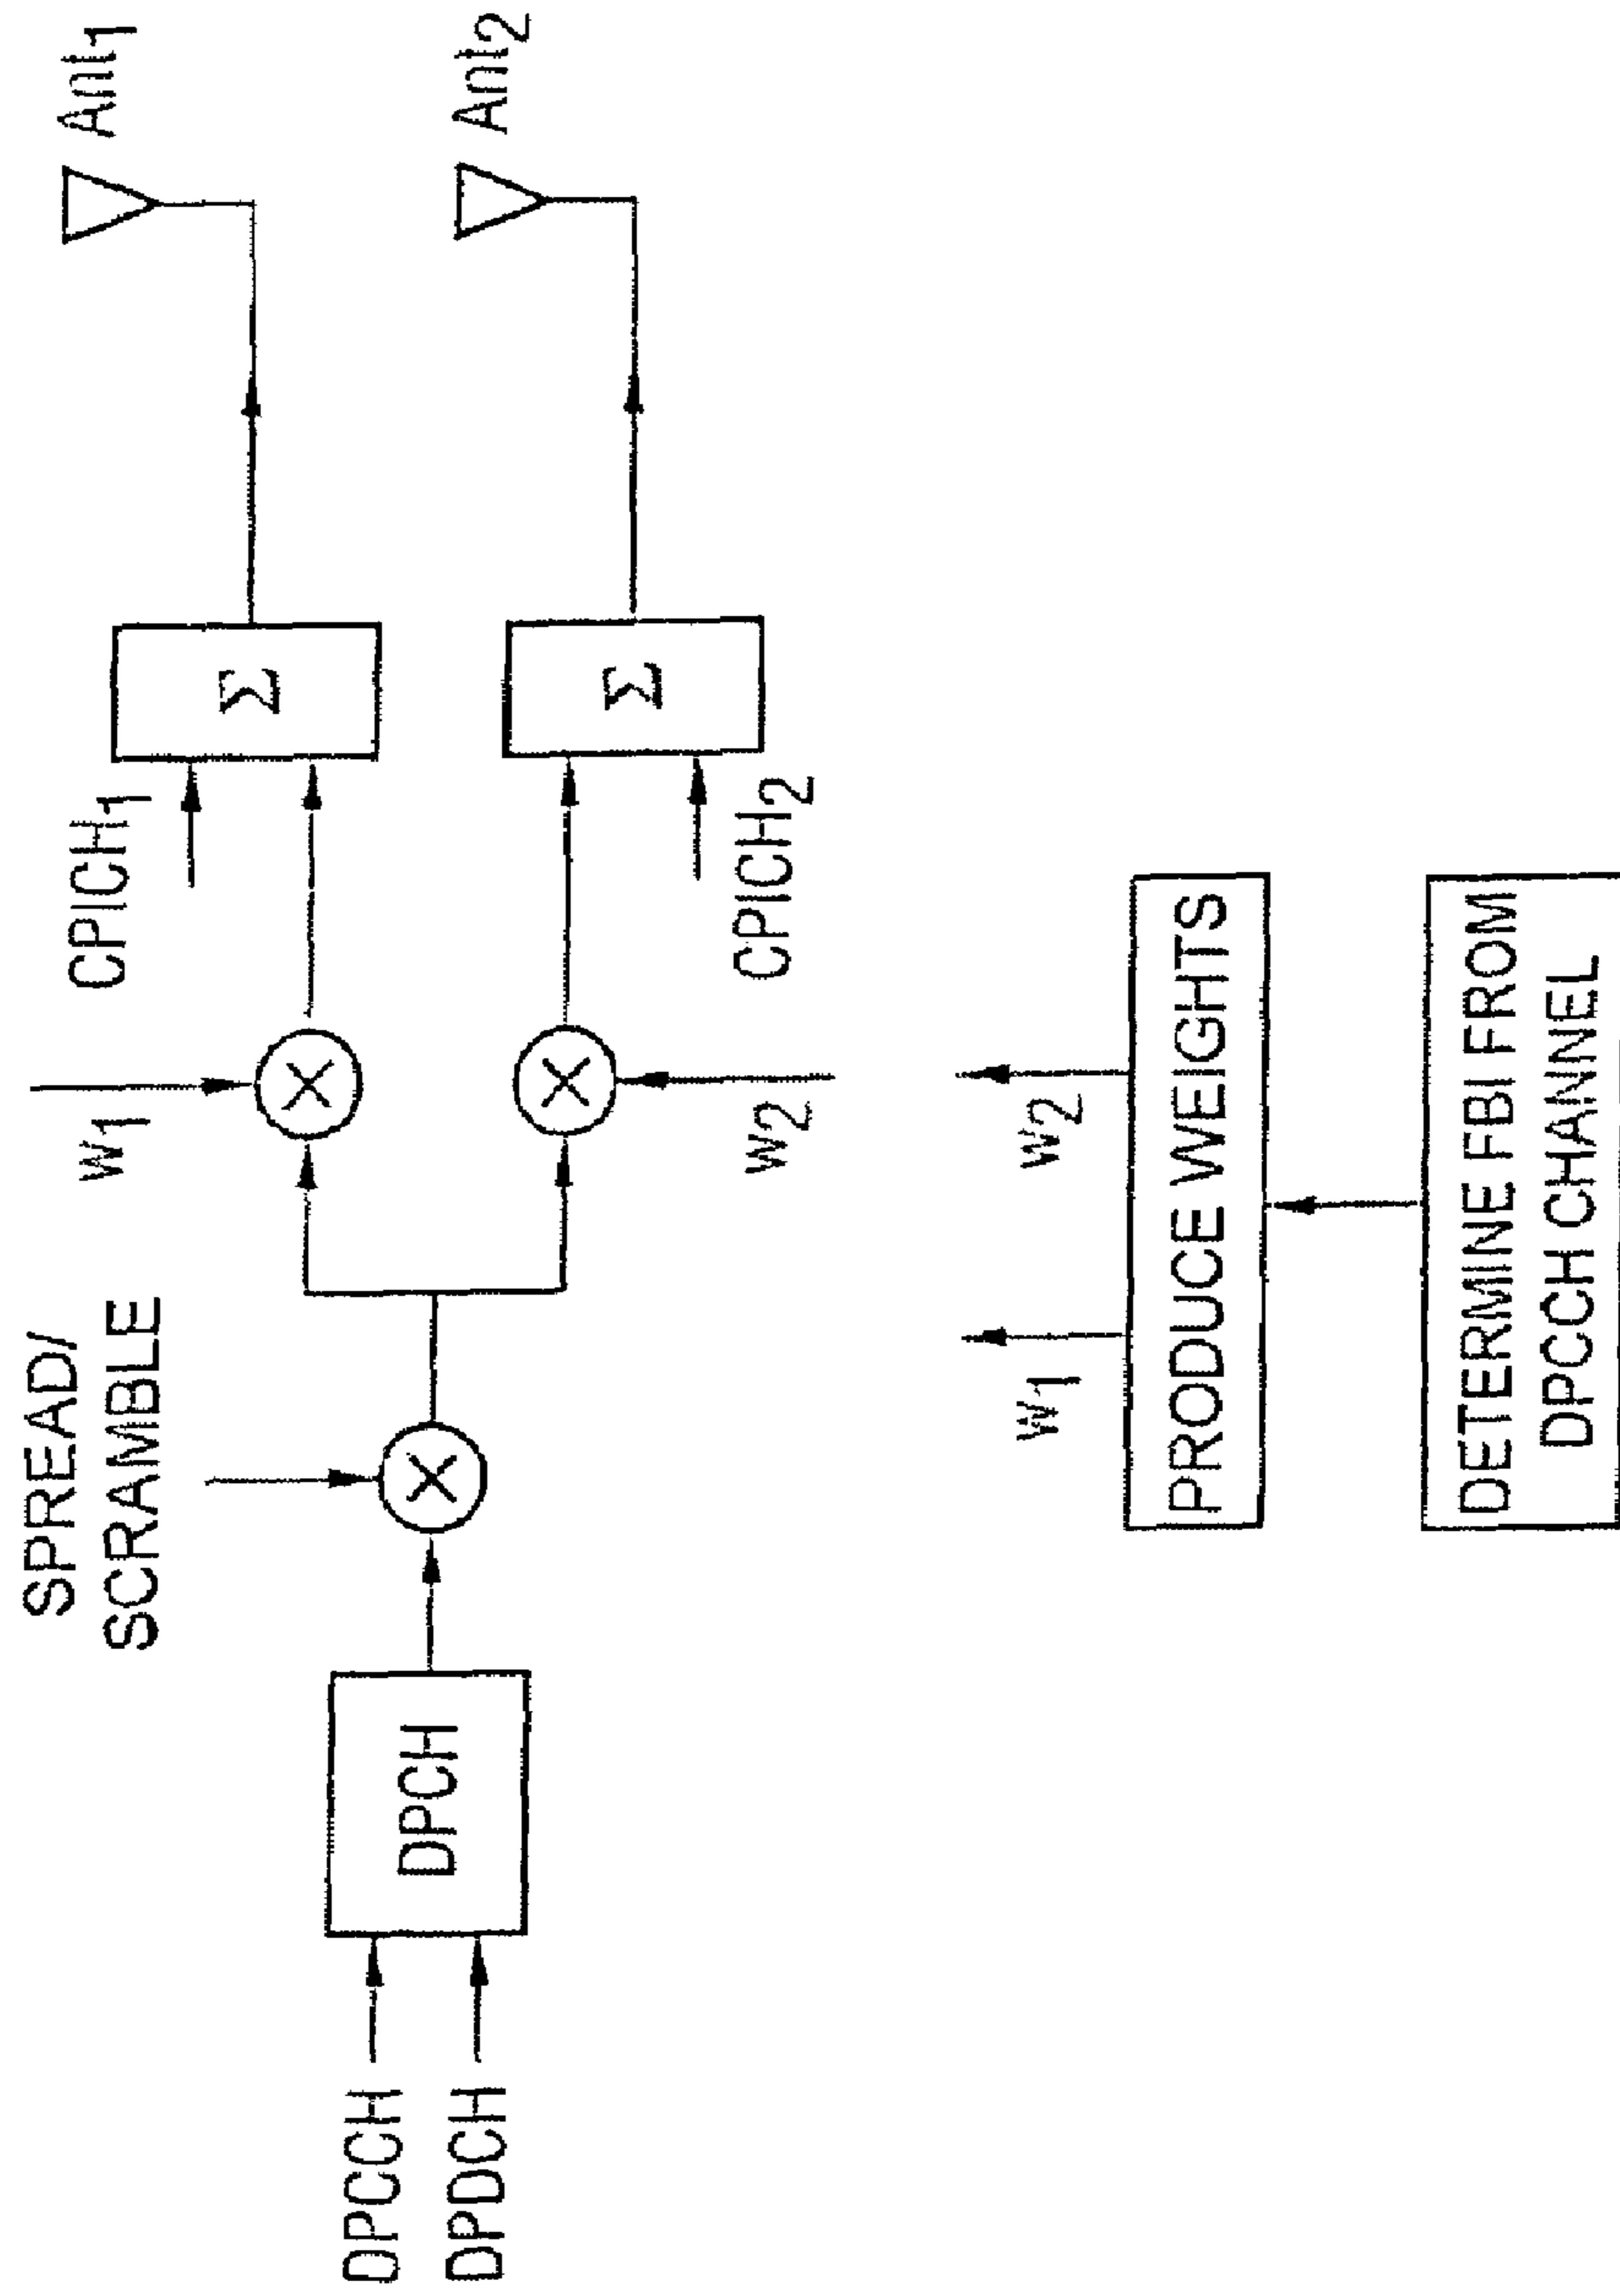 SPREAD/
SCRAMBLE
w1
CPICH1
Ant1
DPCCH
DPDCH
DPCH
Σ
Σ
Ant2
w2
CPICH2
w1
w2
PRODUCE WEIGHTS
DETERMINE FBI FROM
DPCCH CHANNEL